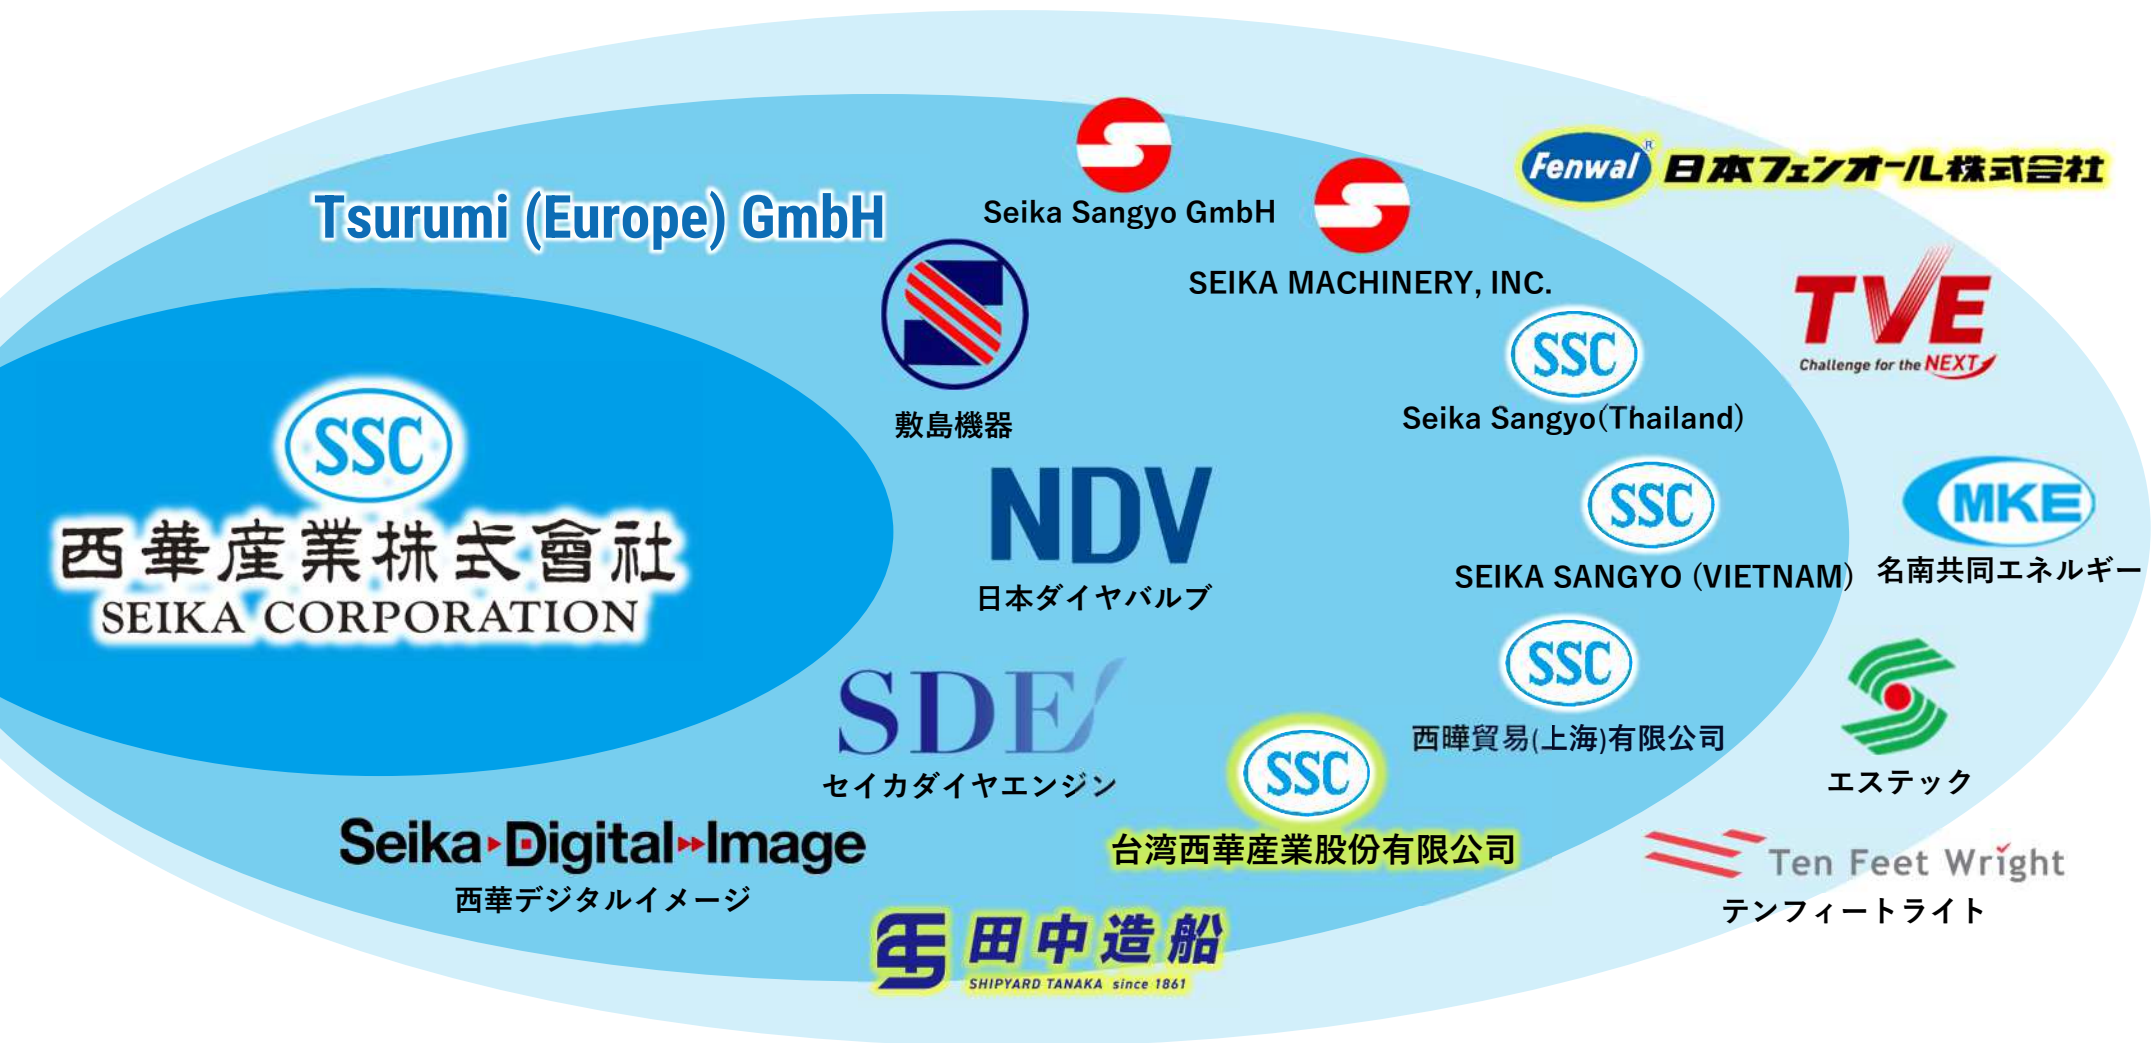 Tsurumi (Europe) GmbH
Seika Sangyo GmbH
SEIKA MACHINERY, INC.
Fenwal® 日本フェンオール株式会社
TVE
Challenge for the NEXT
敷島機器
SSC
Seika Sangyo(Thailand)
SSC
西華産業株式會社
SEIKA CORPORATION
NDV
日本ダイヤバルブ
SSC
SEIKA SANGYO (VIETNAM)
MKE
名南共同エネルギー
SDE
セイカダイヤエンジン
SSC
西曄貿易(上海)有限公司
エステック
SSC
台湾西華産業股份有限公司
Seika Digital Image
西華デジタルイメージ
田中造船
SHIPYARD TANAKA since 1861
Ten Feet Wright
テンフィートライト